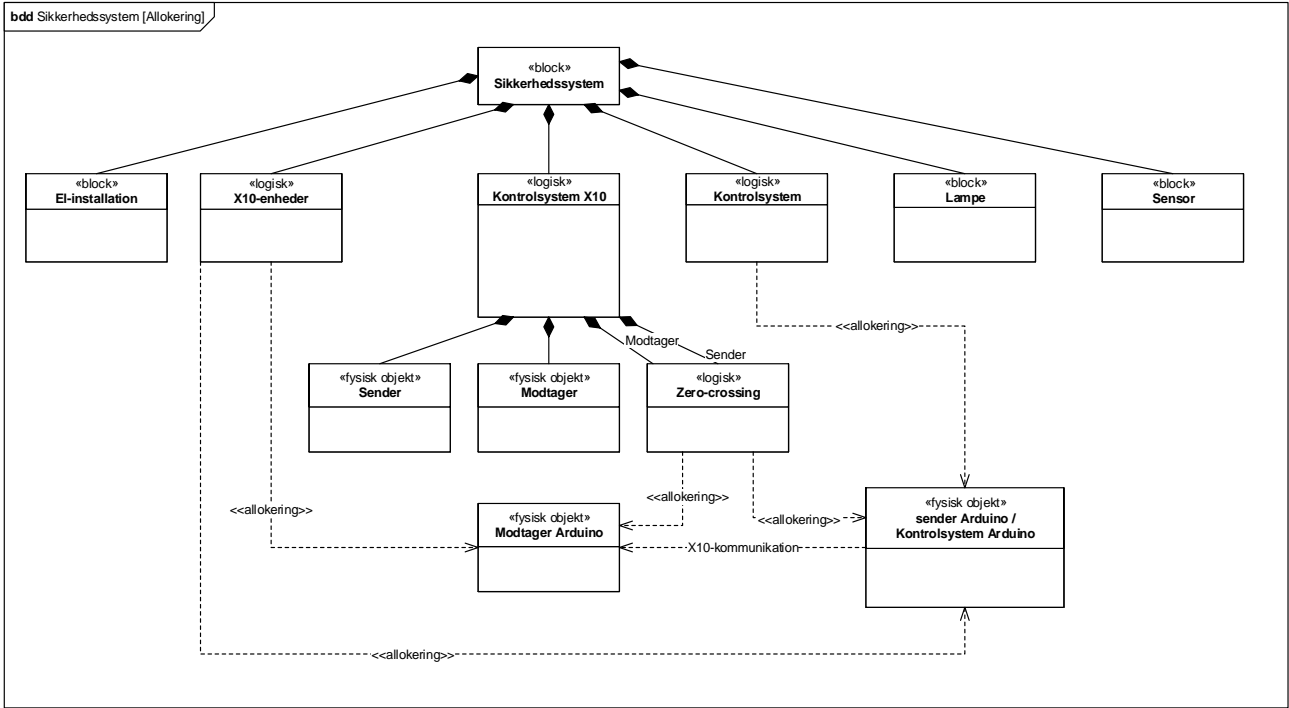 bdd Sikkerhedssystem [Allokering]
«block»
Sikkerhedssystem
«block»
El-installation
«logisk»
X10-enheder
«logisk»
Kontrolsystem X10
«logisk»
Kontrolsystem
«block»
Lampe
«block»
Sensor
<<allokering>>
Modtager
Sender
«fysisk objekt»
Sender
«fysisk objekt»
Modtager
«logisk»
Zero-crossing
<<allokering>>
<<allokering>>
<<allokering>>
«fysisk objekt»
Modtager Arduino
«fysisk objekt»
sender Arduino /
Kontrolsystem Arduino
X10-kommunikation
<<allokering>>